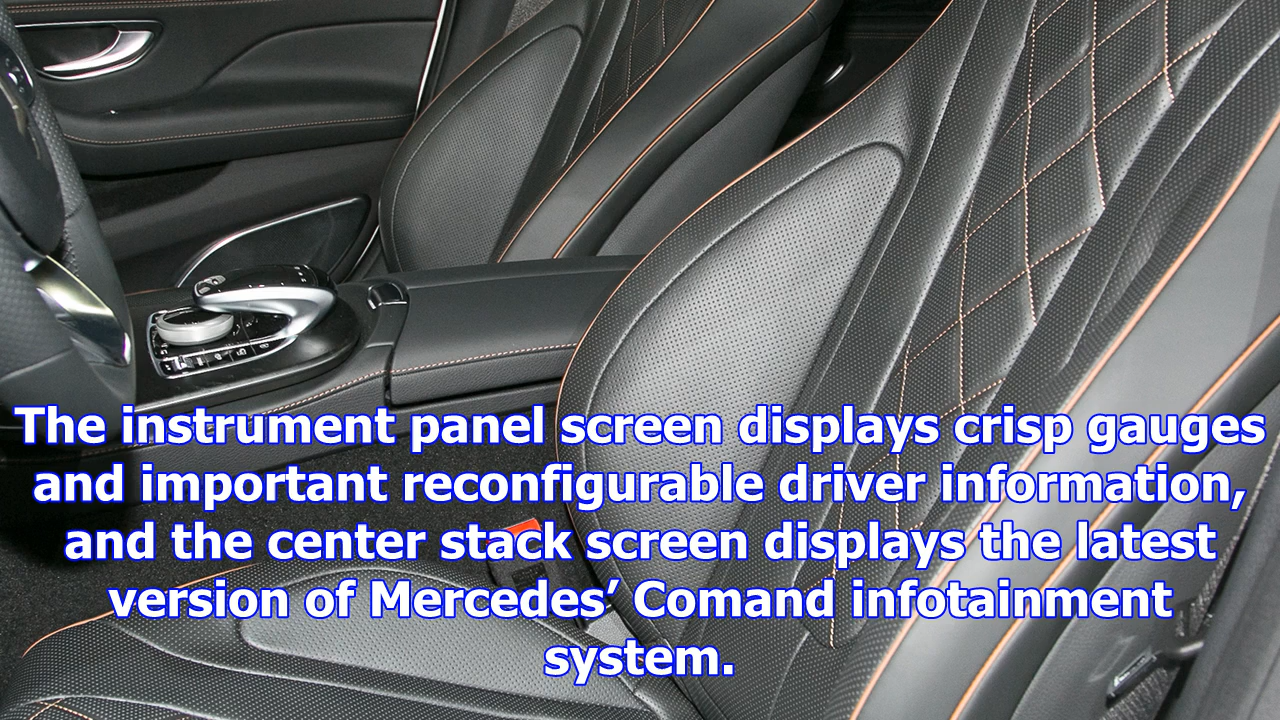 The instrument panel screen displays crisp gauges
and important reconfigurable driver information,
and the center stack screen displays the latest
version of Mercedes’ Comand infotainment
system.